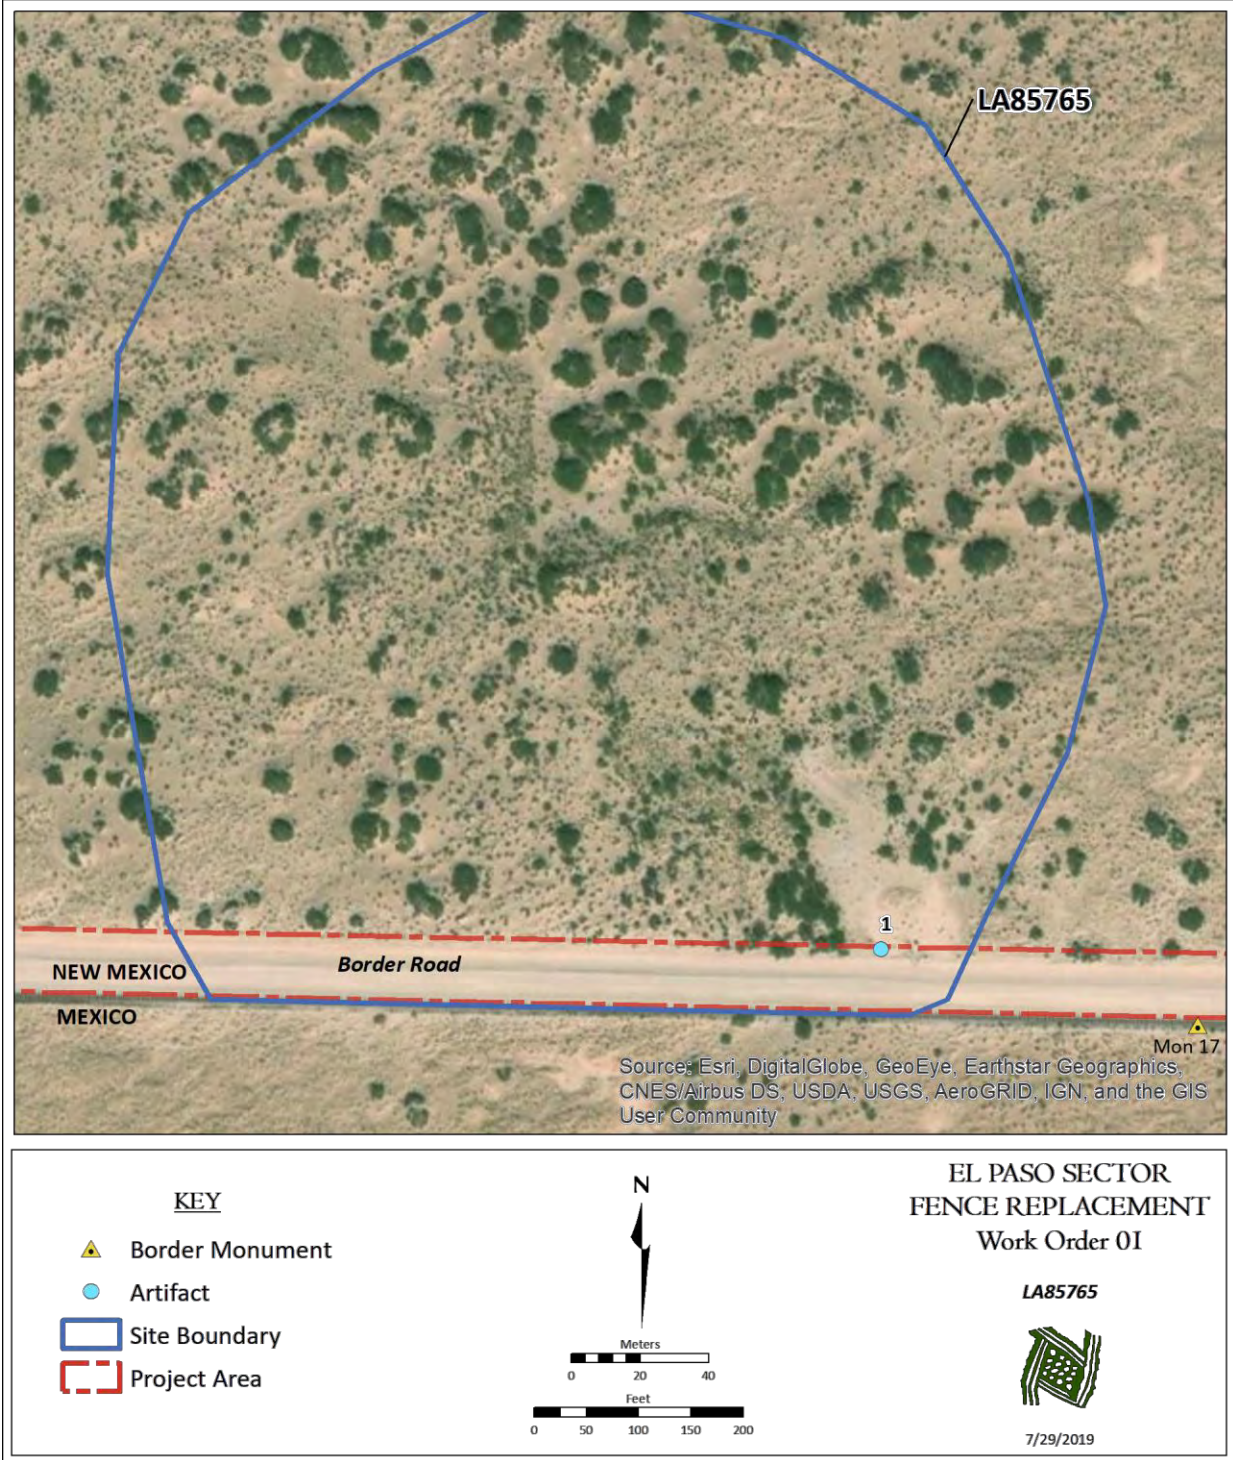 LA85765
1
Border Road
NEW MEXICO
MEXICO
Mon 17
Source: Esri, DigitalGlobe, GeoEye, Earthstar Geographics,
CNES/Airbus DS, USDA, USGS, AeroGRID, IGN, and the GIS
User Community
KEY
Border Monument
Artifact
Site Boundary
Project Area
N
Meters
0 20 40
Feet
0 50 100 150 200
EL PASO SECTOR
FENCE REPLACEMENT
Work Order 01
LA85765
7/29/2019